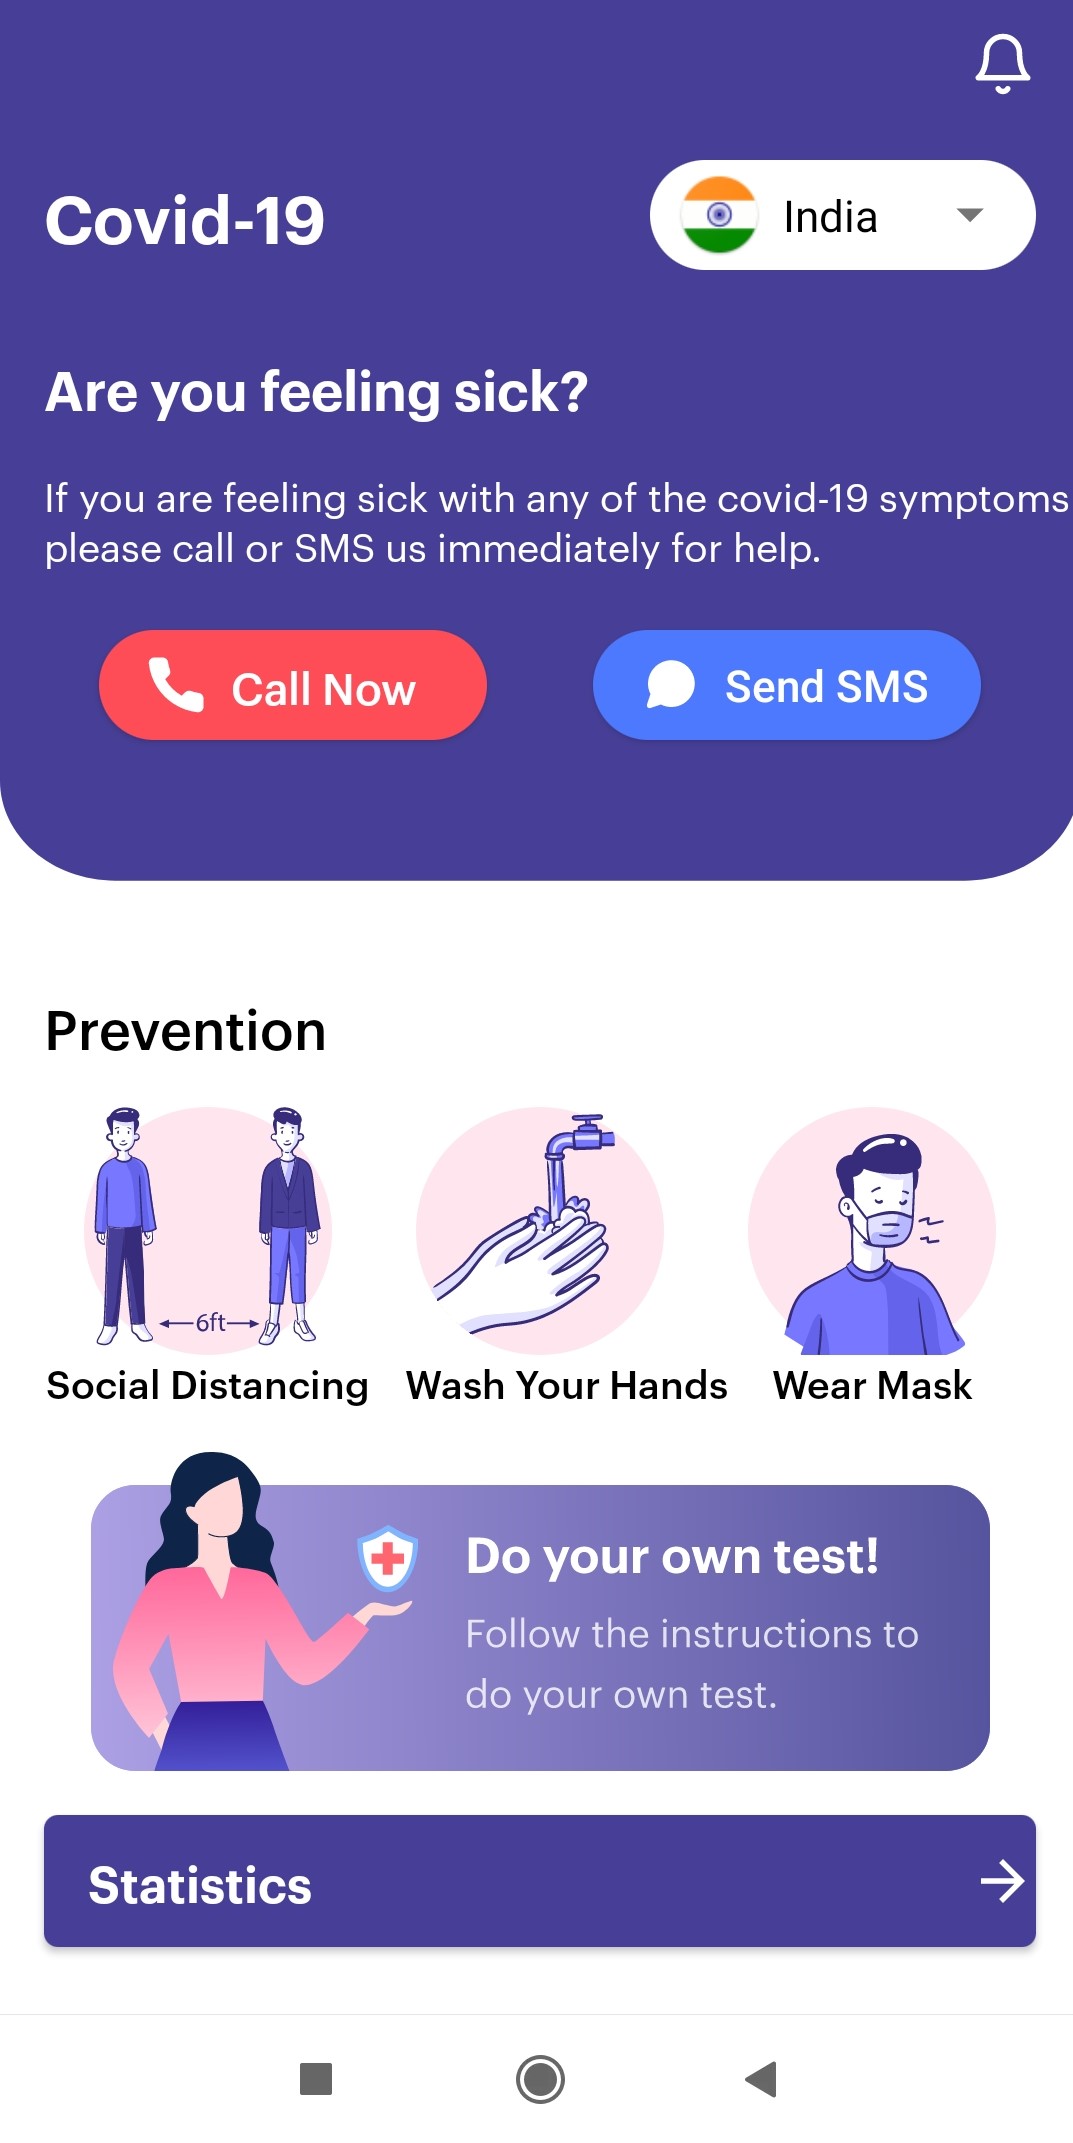 Covid-19
India
Are you feeling sick?
If you are feeling sick with any of the covid-19 symptoms
please call or SMS us immediately for help.
Call Now
Send SMS
Prevention
6ft
Social Distancing
Wash Your Hands
Wear Mask
Do your own test!
Follow the instructions to
do your own test.
Statistics